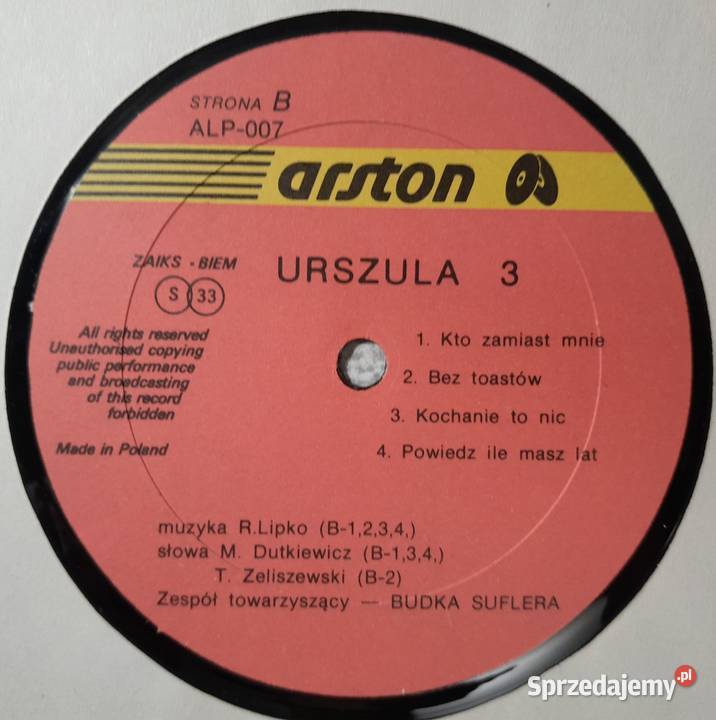 STRONA B
ALP-007
arston
ZAIKS - BIEM
S 33
URSZULA 3
All rights reserved
Unauthorised copying
public performance
and broadcasting
of this record
forbidden
Made in Poland
1. Kto zamiast mnie
2. Bez toastów
3. Kochanie to nic
4. Powiedz ile masz lat
muzyka R.Lipko (B-1,2,3,4,)
słowa M. Dutkiewicz (B-1,3,4,)
T. Zeliszewski (B-2)
Zespół towarzyszący — BUDKA SUFLERA
Sprzedajemy.pl